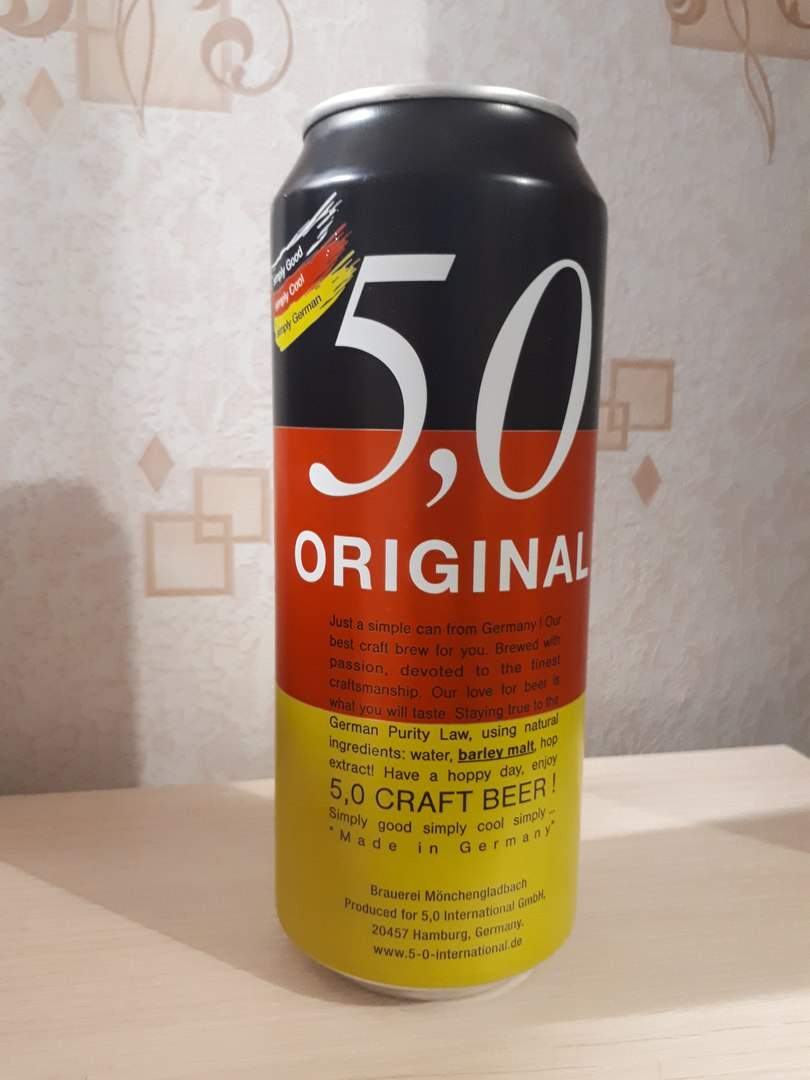 simply Good
simply Cool
simply German
5,0
ORIGINAL
Just a simple can from Germany! Our
best craft brew for you. Brewed with
passion, devoted to the finest
craftsmanship. Our love for beer is
what you will taste. Staying true to the
German Purity Law, using natural
ingredients: water, barley malt, hop
extract! Have a hoppy day, enjoy
5,0 CRAFT BEER!
Simply good simply cool simply...
"Made in Germany"
Brauerei Mönchengladbach
Produced for 5,0 International GmbH,
20457 Hamburg, Germany.
www.5-0-international.de